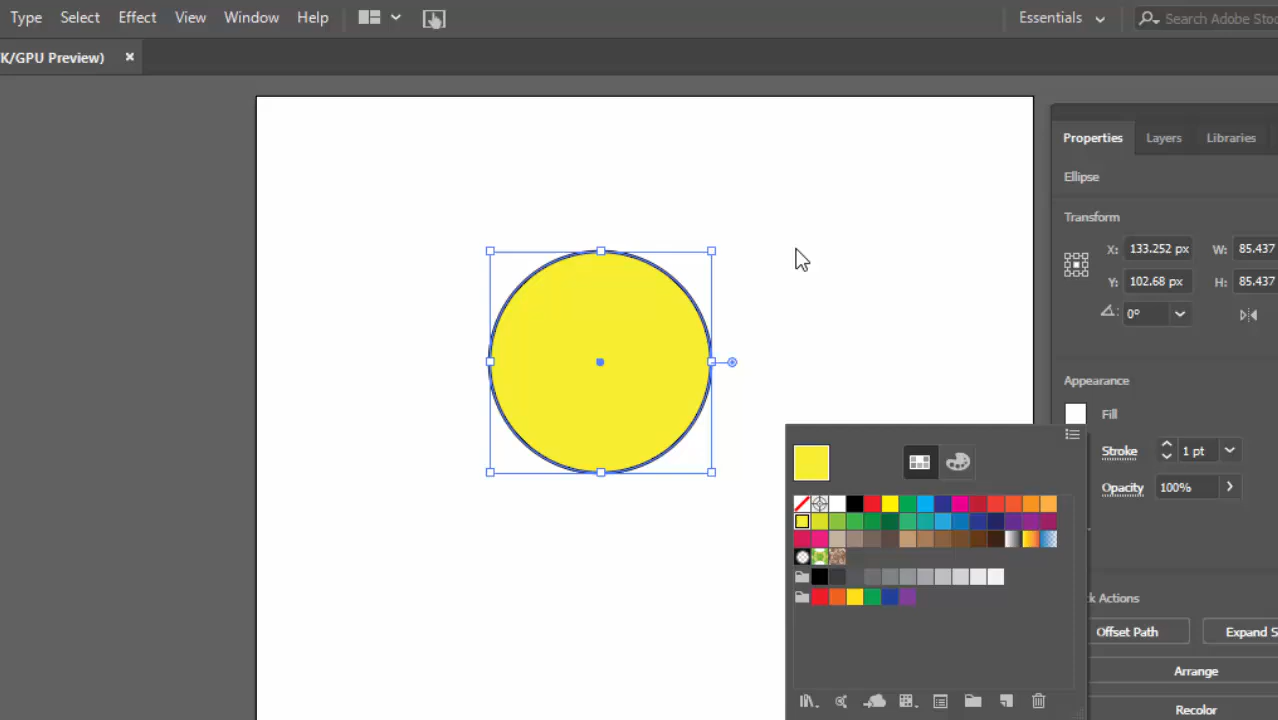 Type Select Effect View Window Help
Essentials
Search Adobe Stoc
K/GPU Preview) ×
Properties Layers Libraries
Ellipse
Transform
X: 133.252 px W: 85.437
Y: 102.68 px H: 85.437
0°
Appearance
Fill
Stroke 1 pt
Opacity 100%
k Actions
Offset Path Expand S
Arrange
Recolor